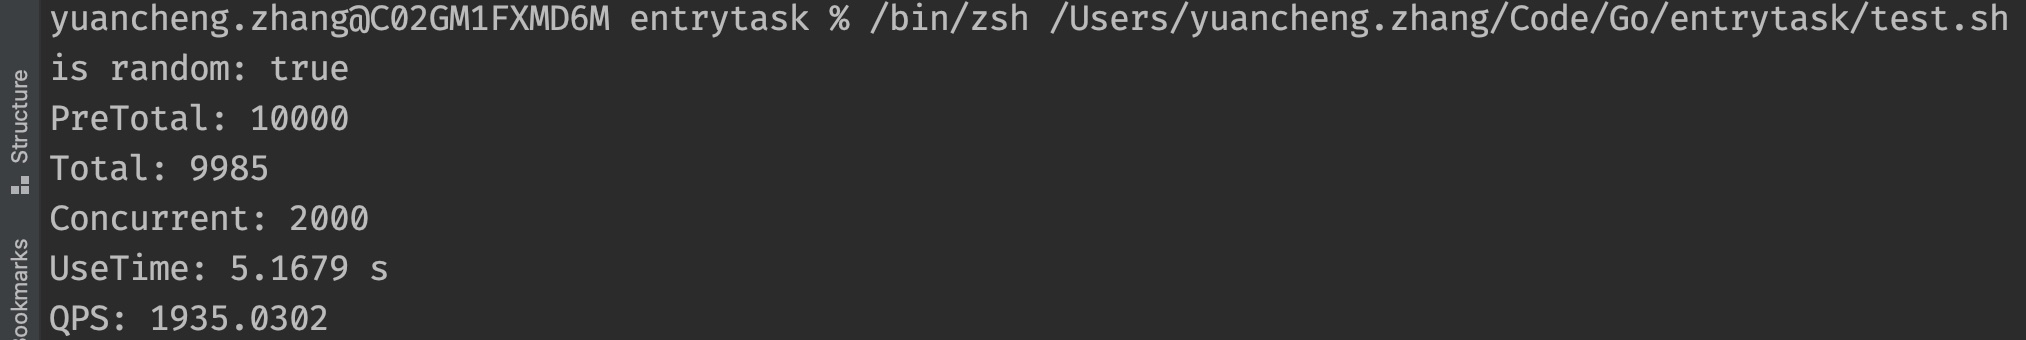 yuancheng.zhang@C02GM1FXMD6M entrytask % /bin/zsh /Users/yuancheng.zhang/Code/Go/entrytask/test.sh
is random: true
PreTotal: 10000
Total: 9985
Concurrent: 2000
UseTime: 5.1679 s
QPS: 1935.0302
Structure
Bookmarks